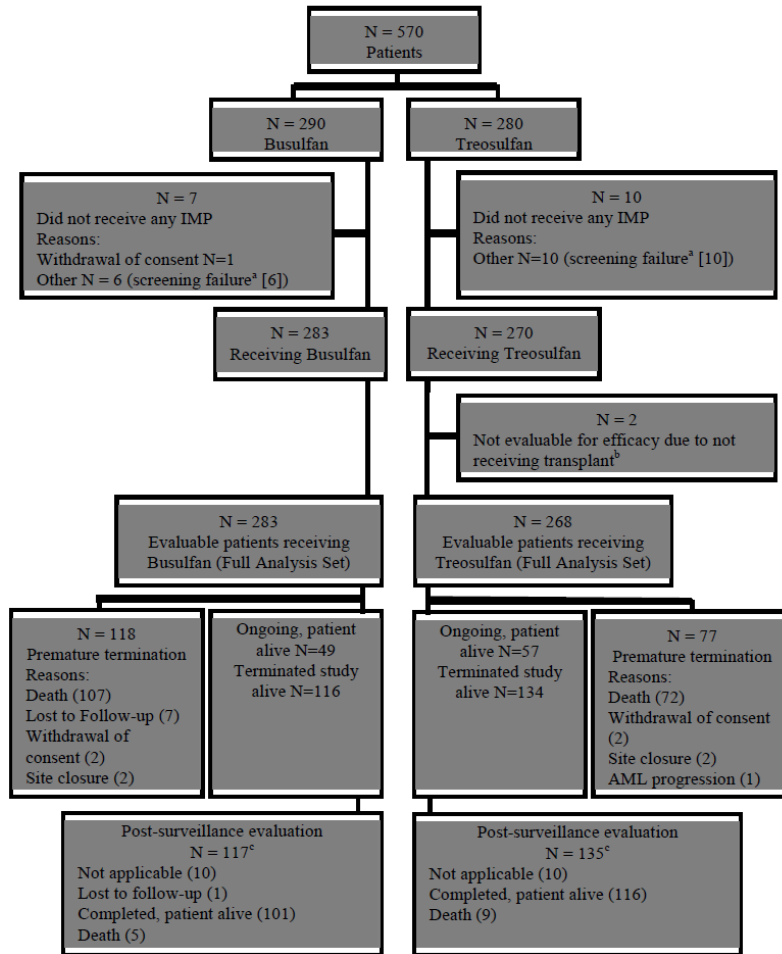 N = 570
Patients
N = 290
Busulfan
N = 280
Treosulfan
N = 7
Did not receive any IMP
Reasons:
Withdrawal of consent N=1
Other N = 6 (screening failureᵃ [6])
N = 10
Did not receive any IMP
Reasons:
Other N=10 (screening failureᵃ [10])
N = 283
Receiving Busulfan
N = 270
Receiving Treosulfan
N = 2
Not evaluable for efficacy due to not
receiving transplantᵇ
N = 283
Evaluable patients receiving
Busulfan (Full Analysis Set)
N = 268
Evaluable patients receiving
Treosulfan (Full Analysis Set)
N = 118
Premature termination
Reasons:
Death (107)
Lost to Follow-up (7)
Withdrawal of
consent (2)
Site closure (2)
Ongoing, patient
alive N=49
Terminated study
alive N=116
Ongoing, patient
alive N=57
Terminated study
alive N=134
N = 77
Premature termination
Reasons:
Death (72)
Withdrawal of consent
(2)
Site closure (2)
AML progression (1)
Post-surveillance evaluation
N = 117ᶜ
Not applicable (10)
Lost to follow-up (1)
Completed, patient alive (101)
Death (5)
Post-surveillance evaluation
N = 135ᶜ
Not applicable (10)
Completed, patient alive (116)
Death (9)